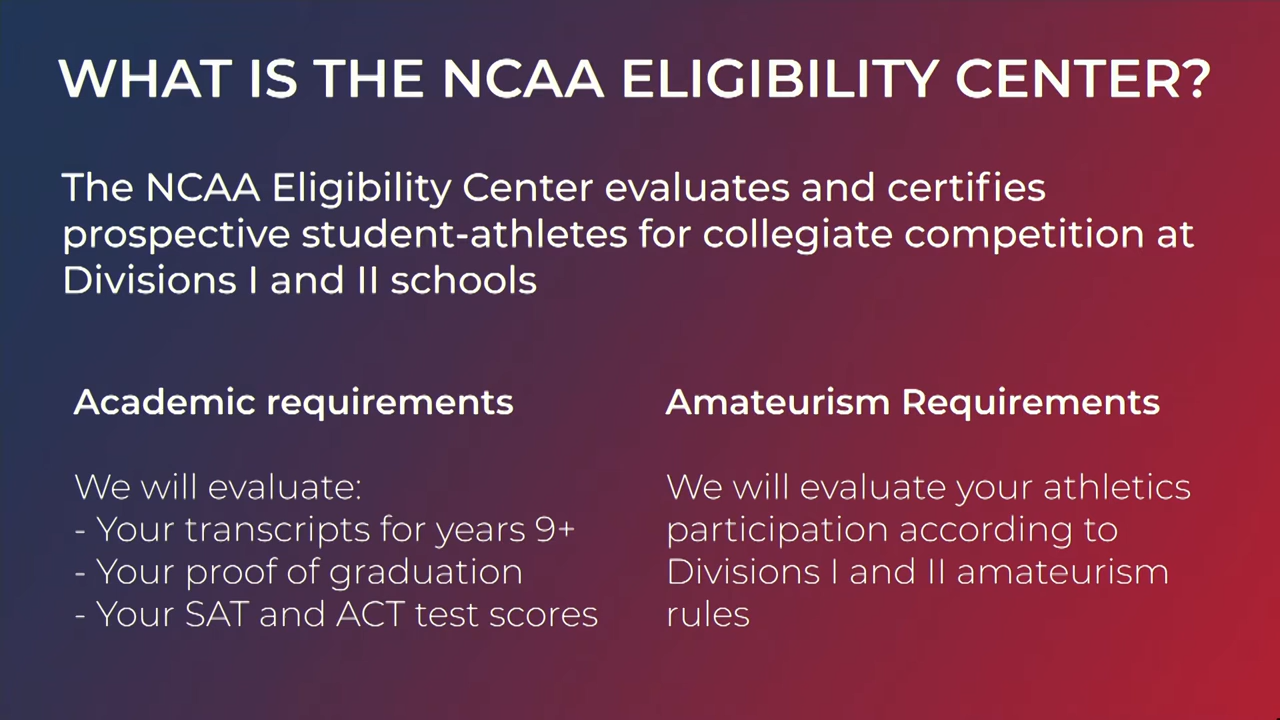 WHAT IS THE NCAA ELIGIBILITY CENTER?
The NCAA Eligibility Center evaluates and certifies
prospective student-athletes for collegiate competition at
Divisions I and II schools
Academic requirements
We will evaluate:
- Your transcripts for years 9+
- Your proof of graduation
- Your SAT and ACT test scores
Amateurism Requirements
We will evaluate your athletics
participation according to
Divisions I and II amateurism
rules